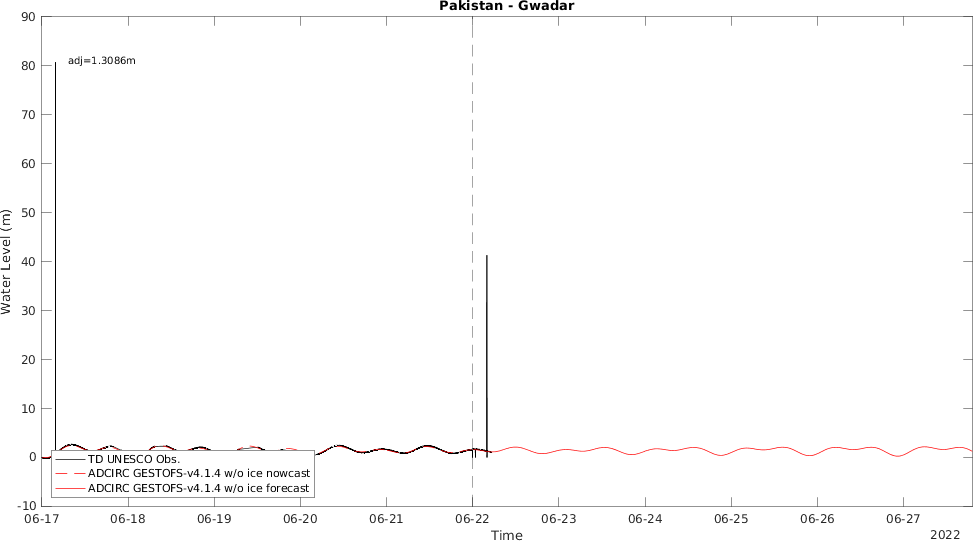 Pakistan - Gwadar
90
80
70
60
50
40
30
20
10
0
-10
Water Level (m)
adj=1.3086m
TD UNESCO Obs.
ADCIRC GESTOFS-v4.1.4 w/o ice nowcast
ADCIRC GESTOFS-v4.1.4 w/o ice forecast
06-17 06-18 06-19 06-20 06-21 06-22 06-23 06-24 06-25 06-26 06-27
Time
2022